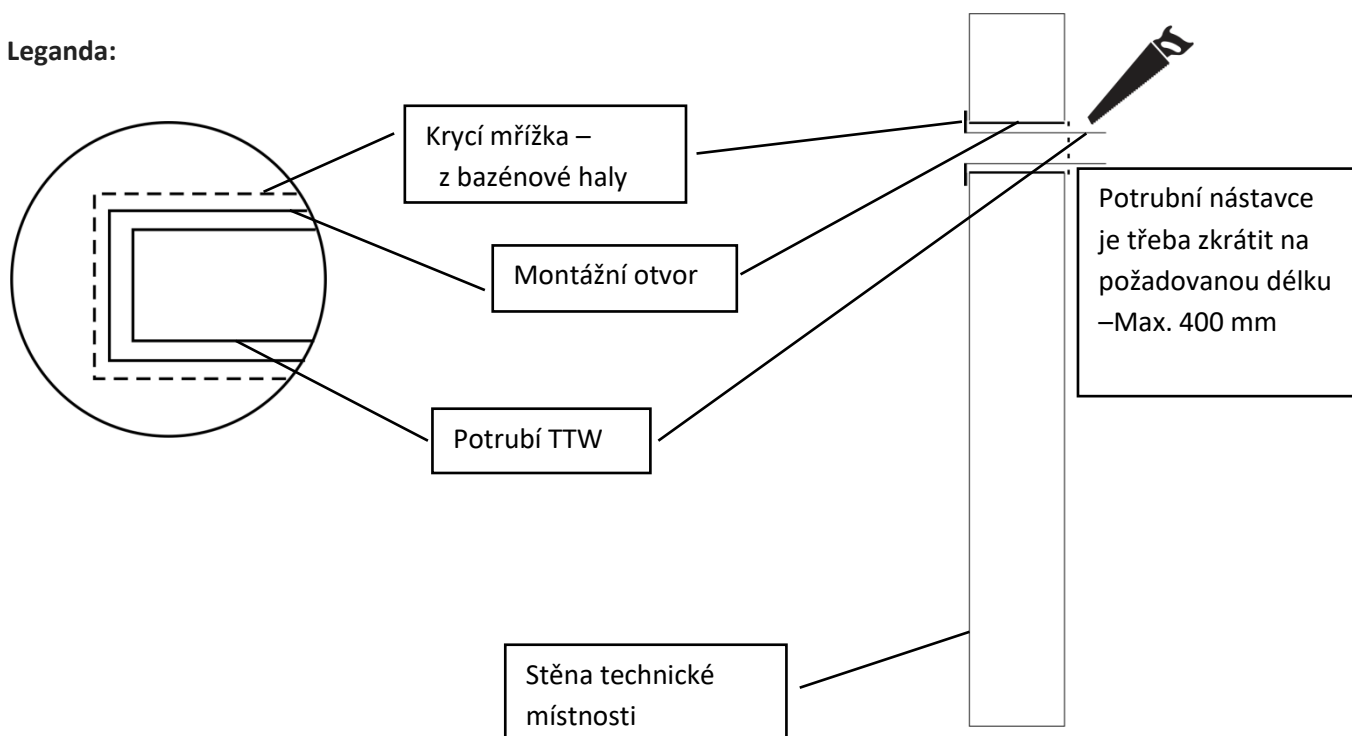 Leganda:
Krycí mřížka –
z bazénové haly
Montážní otvor
Potrubí TTW
Stěna technické
místnosti
Potrubní nástavce
je třeba zkrátit na
požadovanou délku
–Max. 400 mm